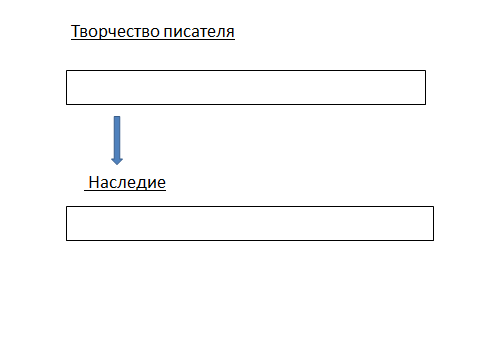 Творчество писателя
Наследие